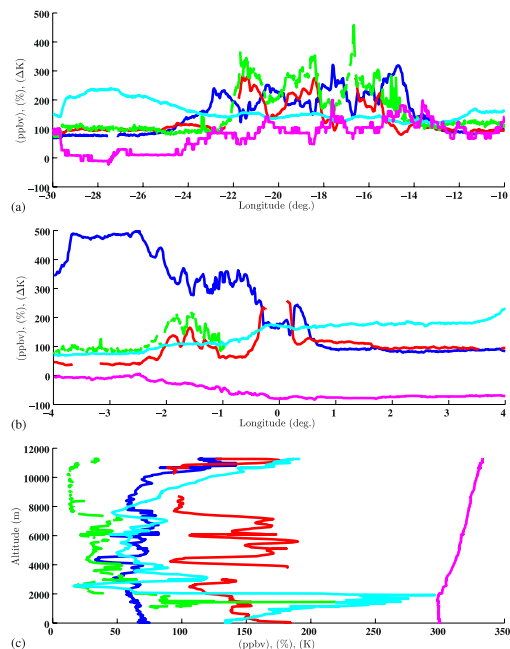 500
400
300
200
100
0
−100
(ppbv), (%), (ΔK)
−30 −28 −26 −24 −22 −20 −18 −16 −14 −12 −10
(a)
Longitude (deg.)
500
400
300
200
100
0
−100
(ppbv), (%), (ΔK)
−4 −3 −2 −1 0 1 2 3 4
(b)
Longitude (deg.)
12000
10000
8000
6000
4000
2000
0
Altitude (m)
0 50 100 150 200 250 300 350
(c)
(ppbv), (%), (K)